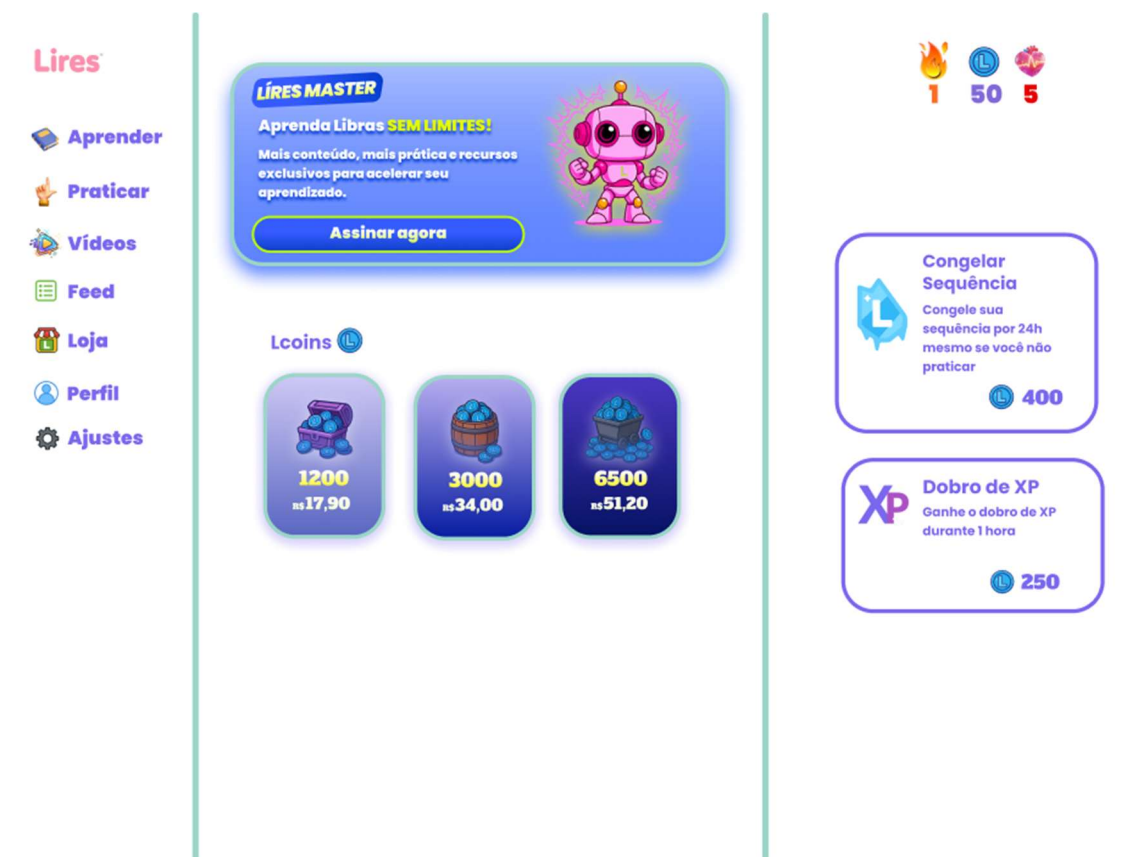 Lires
Aprender
Praticar
Vídeos
Feed
Loja
Perfil
Ajustes
LÍRES MASTER
Aprenda Libras SEM LIMITES!
Mais conteúdo, mais prática e recursos
exclusivos para acelerar seu
aprendizado.
Assinar agora
Lcoins
1200
R$17,90
3000
R$34,00
6500
R$51,20
1 50 5
Congelar
Sequência
Congele sua
sequência por 24h
mesmo se você não
praticar
400
XP
Dobro de XP
Ganhe o dobro de XP
durante 1 hora
250